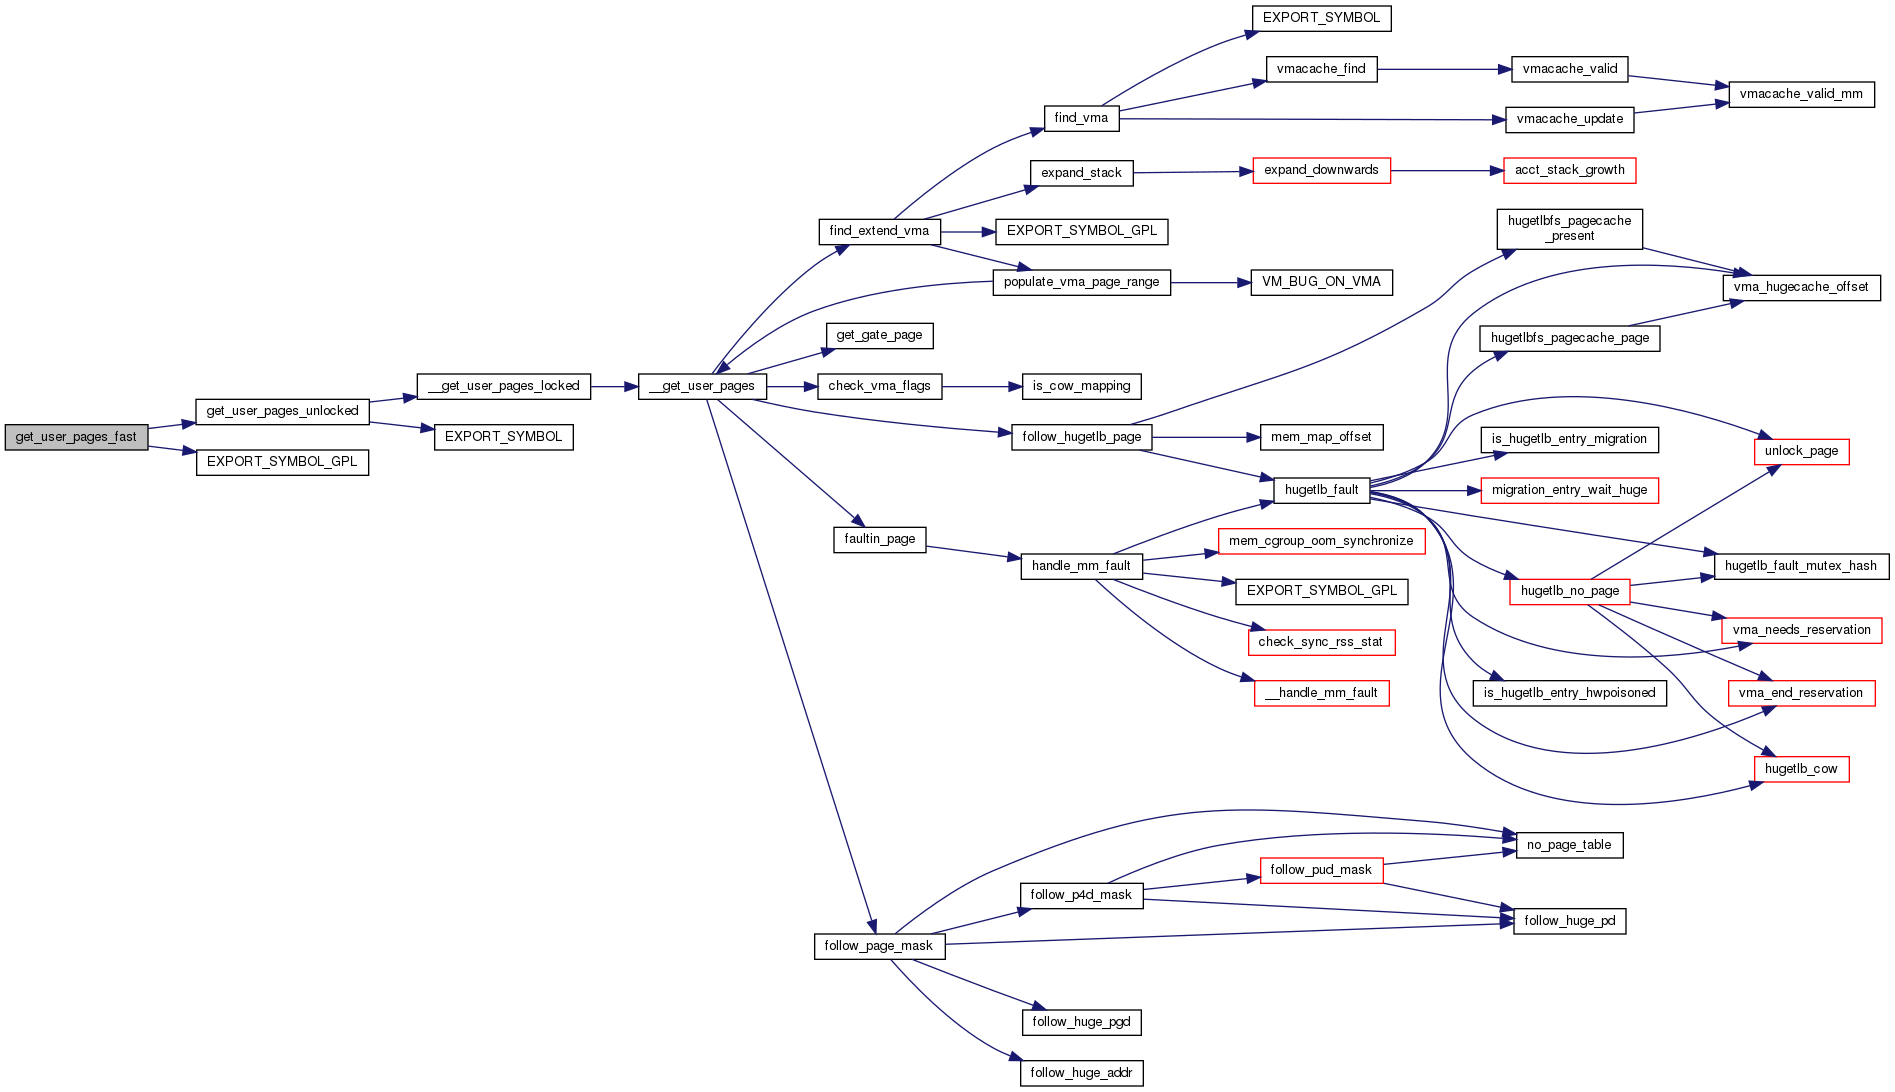 EXPORT_SYMBOL
vmacache_find
vmacache_valid
vmacache_valid_mm
find_vma
vmacache_update
expand_stack
expand_downwards
acct_stack_growth
find_extend_vma
EXPORT_SYMBOL_GPL
hugetlbfs_pagecache
_present
populate_vma_page_range
VM_BUG_ON_VMA
vma_hugecache_offset
get_gate_page
hugetlbfs_pagecache_page
__get_user_pages_locked
__get_user_pages
check_vma_flags
is_cow_mapping
get_user_pages_unlocked
get_user_pages_fast
EXPORT_SYMBOL
follow_hugetlb_page
mem_map_offset
is_hugetlb_entry_migration
unlock_page
EXPORT_SYMBOL_GPL
hugetlb_fault
migration_entry_wait_huge
faultin_page
mem_cgroup_oom_synchronize
handle_mm_fault
hugetlb_fault_mutex_hash
EXPORT_SYMBOL_GPL
hugetlb_no_page
check_sync_rss_stat
vma_needs_reservation
__handle_mm_fault
is_hugetlb_entry_hwpoisoned
vma_end_reservation
hugetlb_cow
no_page_table
follow_pud_mask
follow_p4d_mask
follow_huge_pd
follow_page_mask
follow_huge_pgd
follow_huge_addr